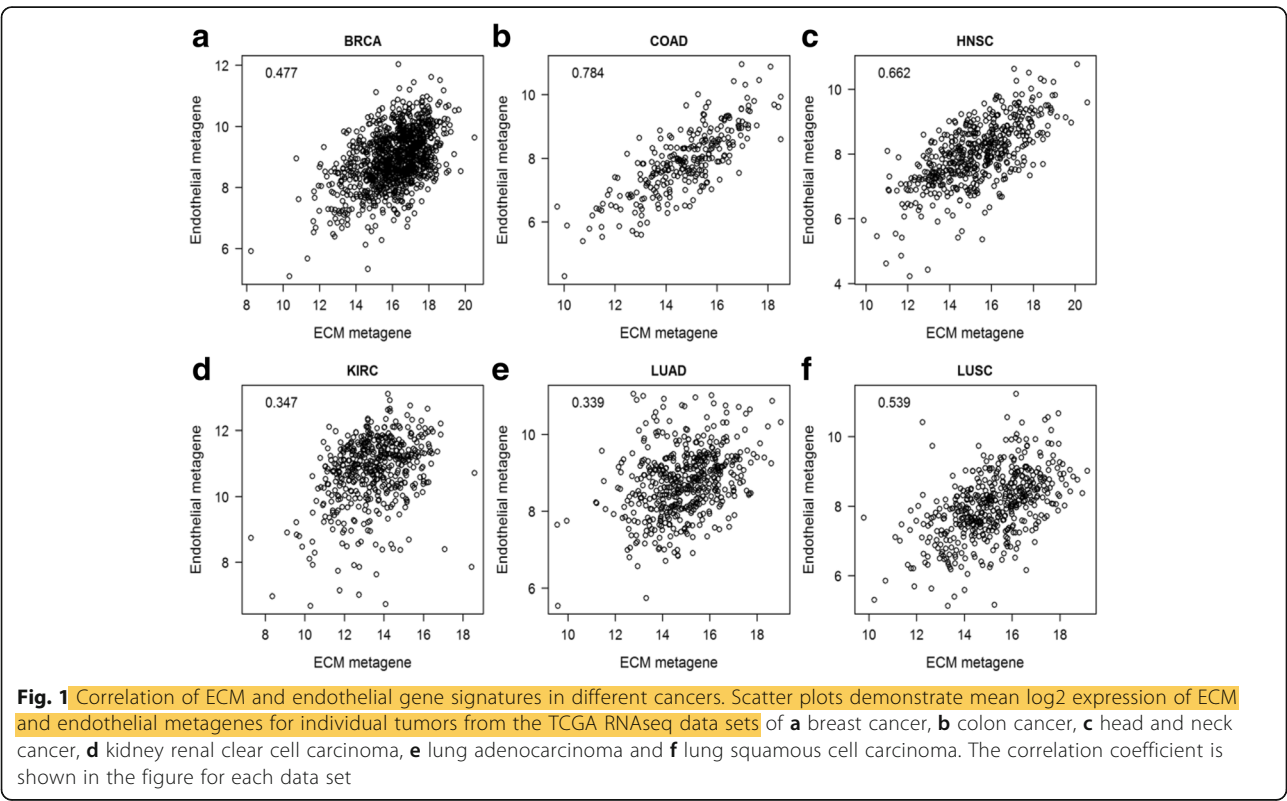 a
BRCA
0.477
12
10
8
6
Endothelial metagene
8 10 12 14 16 18 20
ECM metagene
b
COAD
0.784
10
8
6
Endothelial metagene
10 12 14 16 18
ECM metagene
c
HNSC
0.662
10
8
6
4
Endothelial metagene
10 12 14 16 18 20
ECM metagene
d
KIRC
0.347
12
10
8
Endothelial metagene
8 10 12 14 16 18
ECM metagene
e
LUAD
0.339
10
8
6
Endothelial metagene
10 12 14 16 18
ECM metagene
f
LUSC
0.539
10
8
6
Endothelial metagene
10 12 14 16 18
ECM metagene
Fig. 1 Correlation of ECM and endothelial gene signatures in different cancers. Scatter plots demonstrate mean log2 expression of ECM
and endothelial metagenes for individual tumors from the TCGA RNAseq data sets of a breast cancer, b colon cancer, c head and neck
cancer, d kidney renal clear cell carcinoma, e lung adenocarcinoma and f lung squamous cell carcinoma. The correlation coefficient is
shown in the figure for each data set